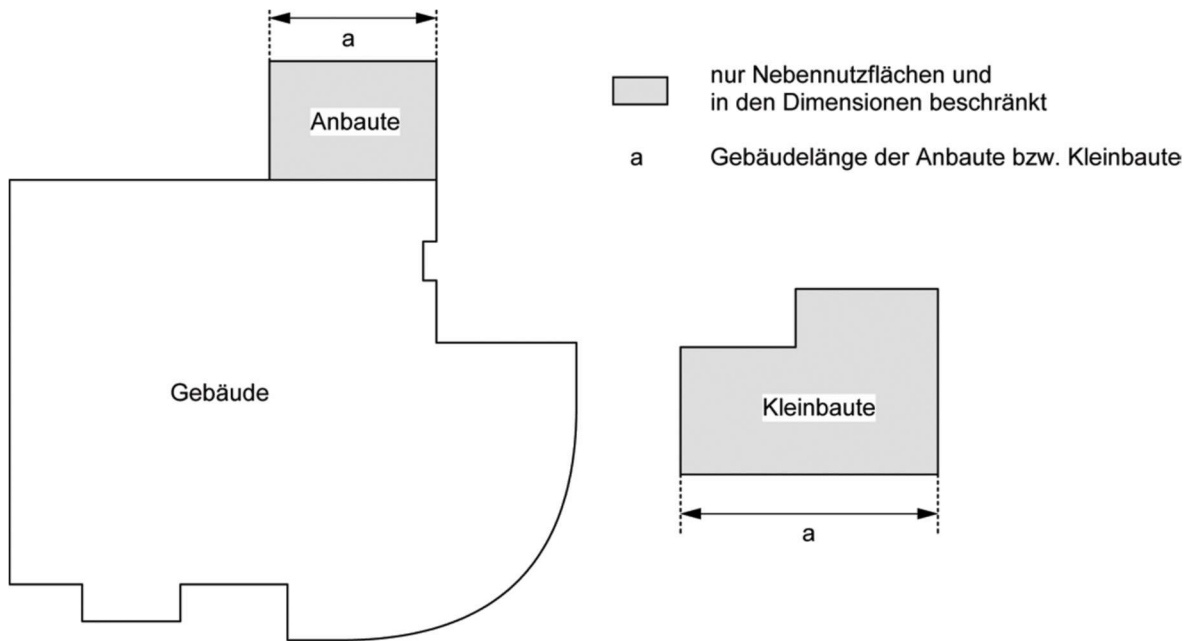 a
Anbaute
nur Nebennutzflächen und
in den Dimensionen beschränkt
a Gebäudelänge der Anbaute bzw. Kleinbaute
Gebäude
Kleinbaute
a